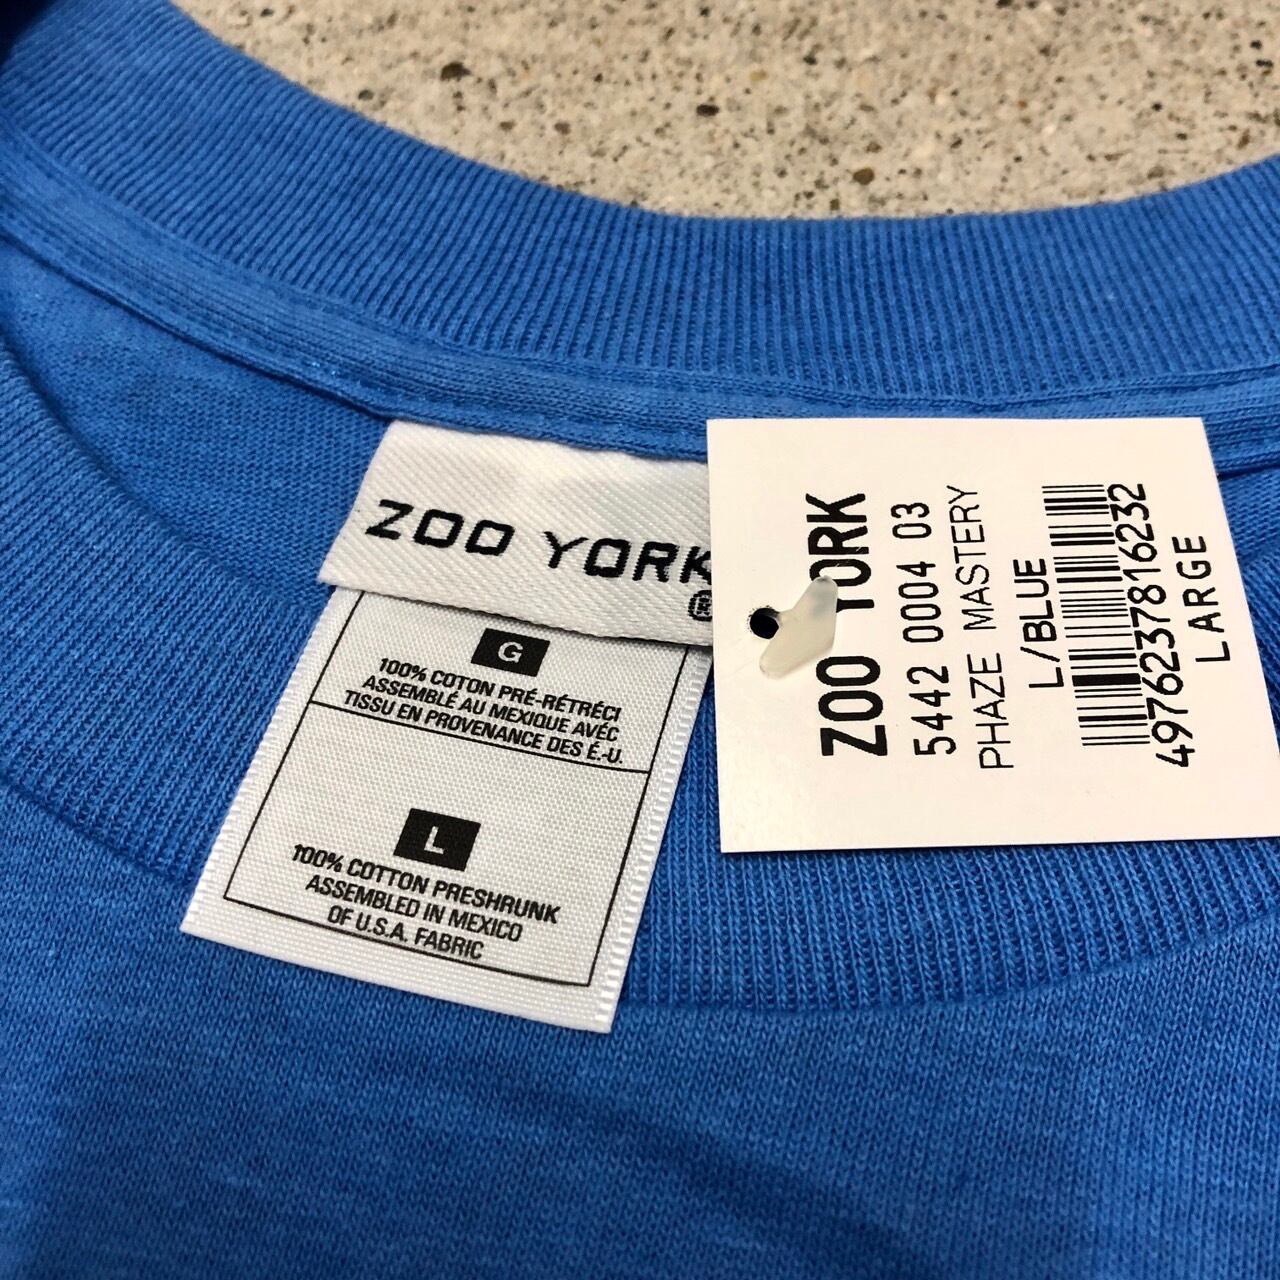 ZOO YORK
®
G
100% COTON PRÉ-RÉTRÉCI
ASSEMBLÉ AU MEXIQUE AVÉC
TISSU EN PROVENANCE DES É.-U.
L
100% COTTON PRESHRUNK
ASSEMBLED IN MEXICO
OF U.S.A. FABRIC
ZOO YORK
5442 0004 03
PHAZE MASTERY
L/BLUE
4976237816232
LARGE